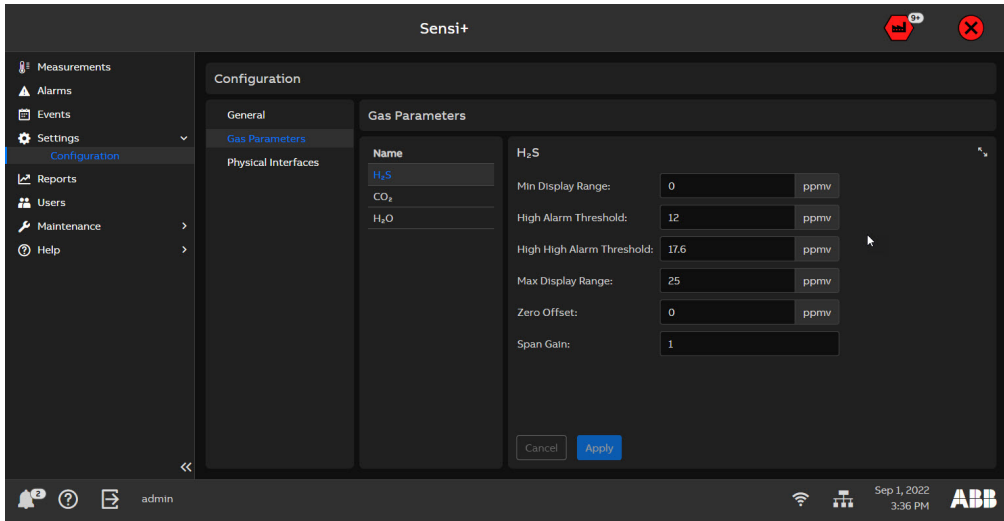 Sensi+
9+
Measurements
Alarms
Events
Settings
Configuration
Reports
Users
Maintenance
Help
Configuration
General
Gas Parameters
Physical Interfaces
Gas Parameters
Name
H₂S
CO₂
H₂O
H₂S
Min Display Range: 0 ppmv
High Alarm Threshold: 12 ppmv
High High Alarm Threshold: 17.6 ppmv
Max Display Range: 25 ppmv
Zero Offset: 0 ppmv
Span Gain: 1
Cancel Apply
2
admin
Sep 1, 2022
3:36 PM
ABB